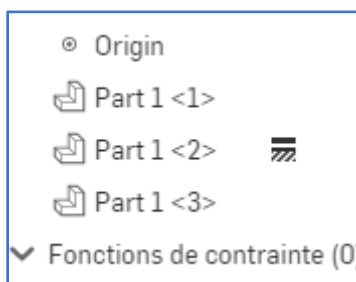 Origin
Part 1 <1>
Part 1 <2>
Part 1 <3>
Fonctions de contrainte (0)